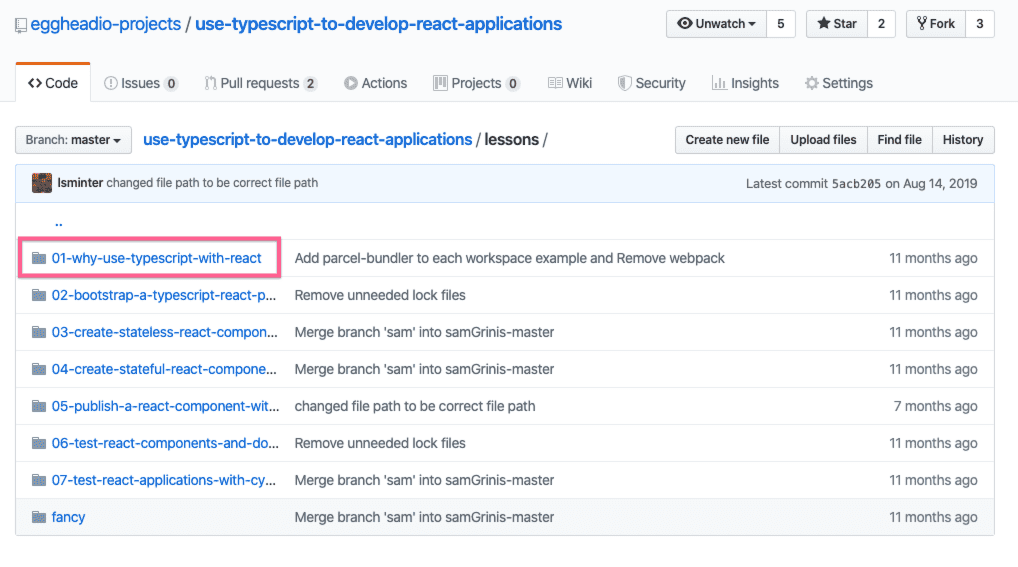 eggheadio-projects / use-typescript-to-develop-react-applications Unwatch 5 Star 2 Fork 3
Code Issues 0 Pull requests 2 Actions Projects 0 Wiki Security Insights Settings
Branch: master use-typescript-to-develop-react-applications / lessons / Create new file Upload files Find file History
lsminter changed file path to be correct file path Latest commit 5acb205 on Aug 14, 2019
..
01-why-use-typescript-with-react Add parcel-bundler to each workspace example and Remove webpack 11 months ago
02-bootstrap-a-typescript-react-p... Remove unneeded lock files 11 months ago
03-create-stateless-react-compon... Merge branch 'sam' into samGrinis-master 11 months ago
04-create-stateful-react-compone... Merge branch 'sam' into samGrinis-master 11 months ago
05-publish-a-react-component-wit... changed file path to be correct file path 7 months ago
06-test-react-components-and-do... Remove unneeded lock files 11 months ago
07-test-react-applications-with-cy... Merge branch 'sam' into samGrinis-master 11 months ago
fancy Merge branch 'sam' into samGrinis-master 11 months ago